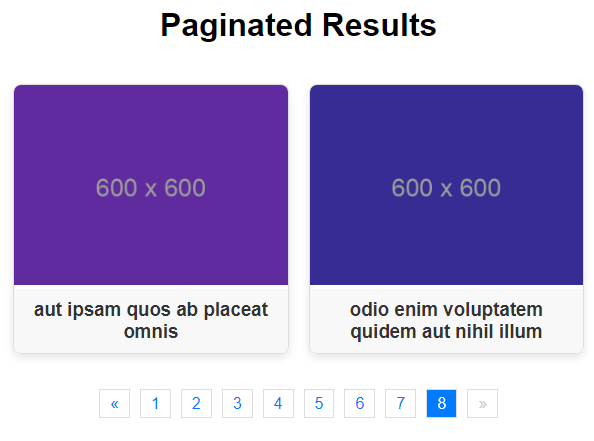 Paginated Results
600 x 600
600 x 600
aut ipsam quos ab placeat
omnis
odio enim voluptatem
quidem aut nihil illum
« 1 2 3 4 5 6 7 8 »